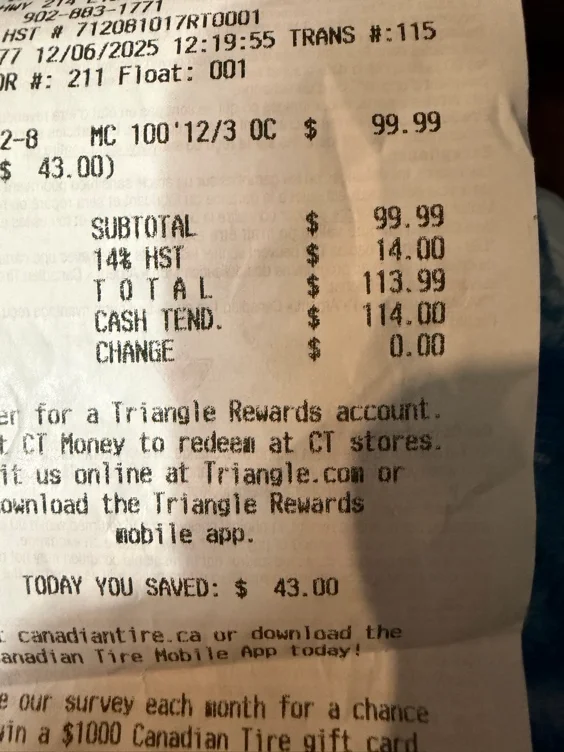 902-883-1771
HST # 712081017RT0001
77 12/06/2025 12:19:55 TRANS #:115
OR #: 211 Float: 001
2-8 MC 100'12/3 OC $ 99.99
$ 43.00)
SUBTOTAL $ 99.99
14% HST $ 14.00
T O T A L $ 113.99
CASH TEND. $ 114.00
CHANGE $ 0.00
er for a Triangle Rewards account.
t CT Money to redeem at CT stores.
it us online at Triangle.com or
ownload the Triangle Rewards
mobile app.
TODAY YOU SAVED: $ 43.00
t canadiantire.ca or download the
anadian Tire Mobile App today!
e our survey each month for a chance
win a $1000 Canadian Tire gift card